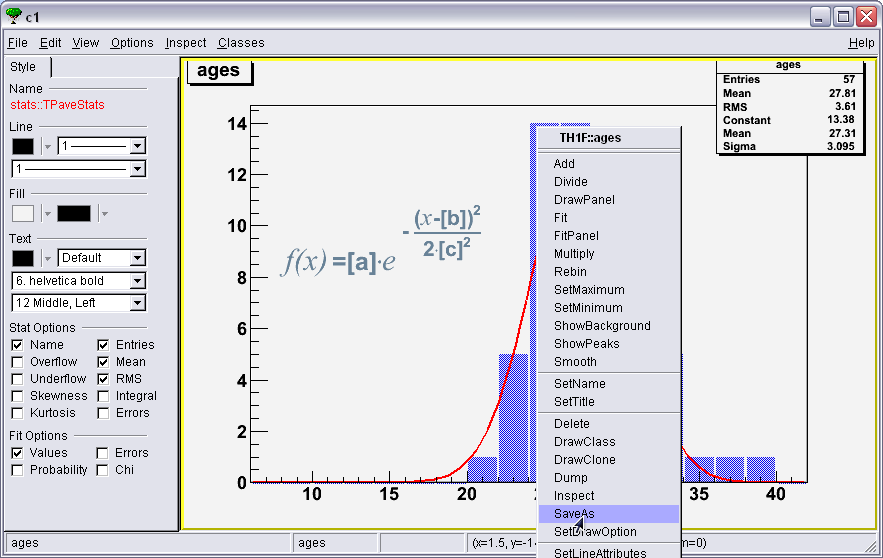 c1
File Edit View Options Inspect Classes Help
Style
Name
stats::TPaveStats
Line
1
1
Fill
Text
Default
6. helvetica bold
12 Middle, Left
Stat Options
Name Entries
Overflow Mean
Underflow RMS
Skewness Integral
Kurtosis Errors
Fit Options
Values Errors
Probability Chi
ages
ages
Entries 57
Mean 27.81
RMS 3.61
Constant 13.38
Mean 27.31
Sigma 3.095
14
12
10
8
6
4
2
0
f(x)=[a]·e
-(x-[b])²
2·[c]²
10 15 20 35 40
TH1F::ages
Add
Divide
DrawPanel
Fit
FitPanel
Multiply
Rebin
SetMaximum
SetMinimum
ShowBackground
ShowPeaks
Smooth
SetName
SetTitle
Delete
DrawClass
DrawClone
Dump
Inspect
SaveAs
SetDrawOption
SetLineAttributes
ages ages (x=1.5, y=-1 m=0)